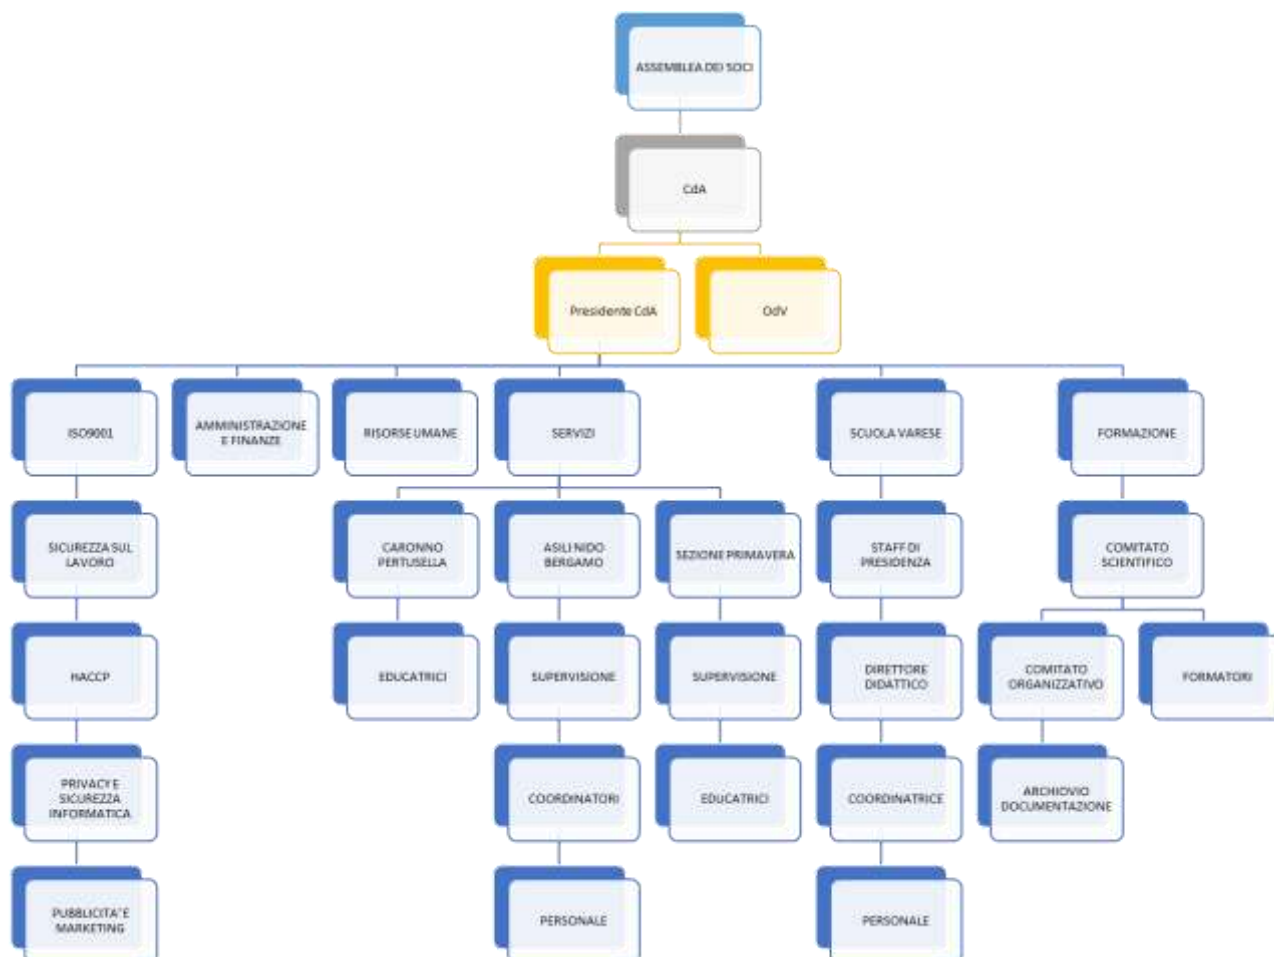 ASSEMBLEA DEI SOCI
CdA
Presidente CdA
OdV
ISO9001
AMMINISTRAZIONE
E FINANZE
RISORSE UMANE
SERVIZI
SCUOLA VARESE
FORMAZIONE
SICUREZZA SUL
LAVORO
CARONNO
PERTUSELLA
ASILI NIDO
BERGAMO
SEZIONE PRIMAVERA
STAFF DI
PRESIDENZA
COMITATO
SCIENTIFICO
HACCP
EDUCATRICI
SUPERVISIONE
SUPERVISIONE
DIRETTORE
DIDATTICO
COMITATO
ORGANIZZATIVO
FORMATORI
PRIVACY E
SICUREZZA
INFORMATICA
COORDINATORI
EDUCATRICI
COORDINATRICE
ARCHIOVIO
DOCUMENTAZIONE
PUBBLICITA' E
MARKETING
PERSONALE
PERSONALE